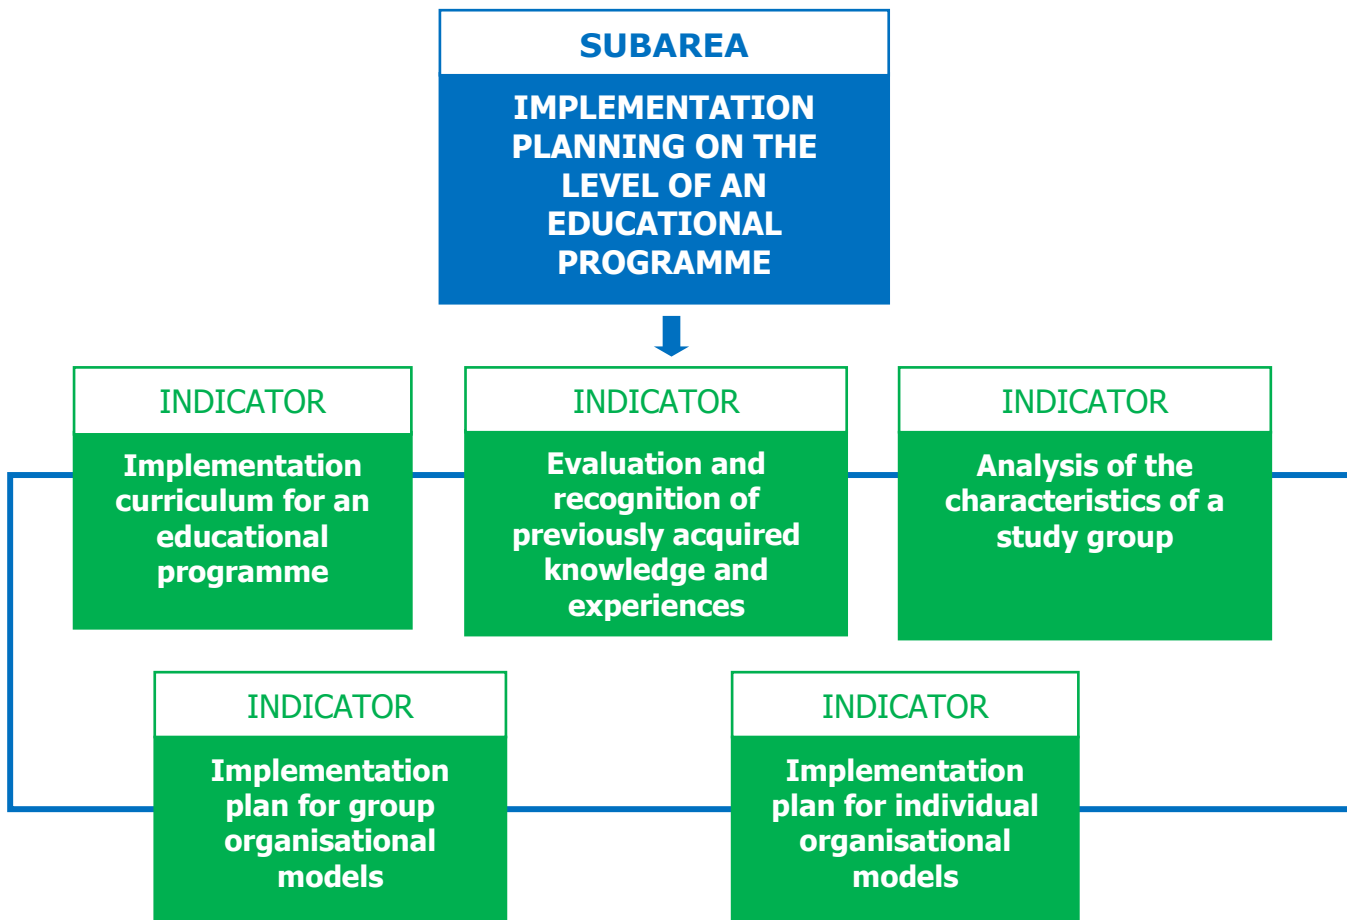 SUBAREA
IMPLEMENTATION
PLANNING ON THE
LEVEL OF AN
EDUCATIONAL
PROGRAMME
INDICATOR
Implementation
curriculum for an
educational
programme
INDICATOR
Evaluation and
recognition of
previously acquired
knowledge and
experiences
INDICATOR
Analysis of the
characteristics of a
study group
INDICATOR
Implementation
plan for group
organisational
models
INDICATOR
Implementation
plan for individual
organisational
models